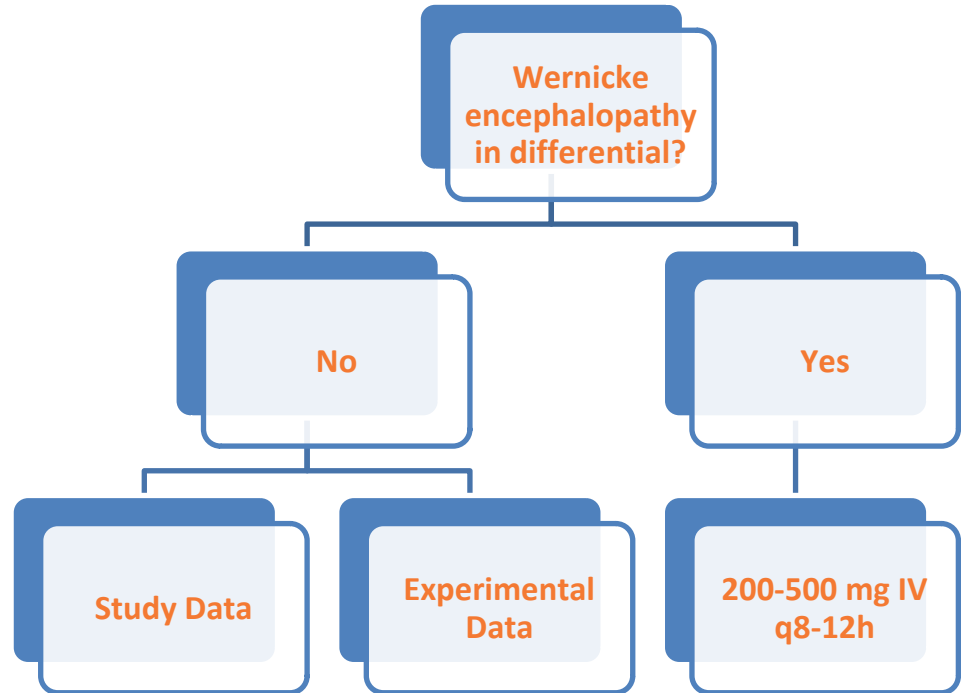 Wernicke
encephalopathy
in differential?
No
Yes
Study Data
Experimental
Data
200-500 mg IV
q8-12h